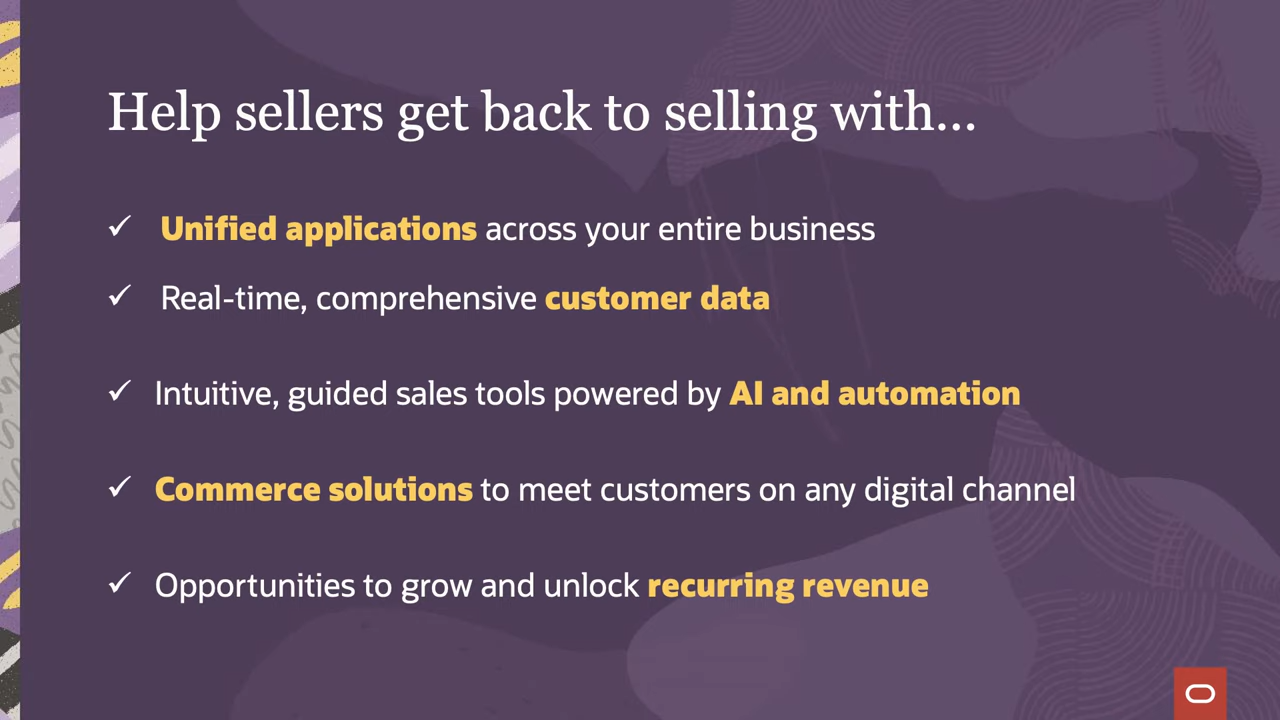 Help sellers get back to selling with...
✓ Unified applications across your entire business
✓ Real-time, comprehensive customer data
✓ Intuitive, guided sales tools powered by AI and automation
✓ Commerce solutions to meet customers on any digital channel
✓ Opportunities to grow and unlock recurring revenue